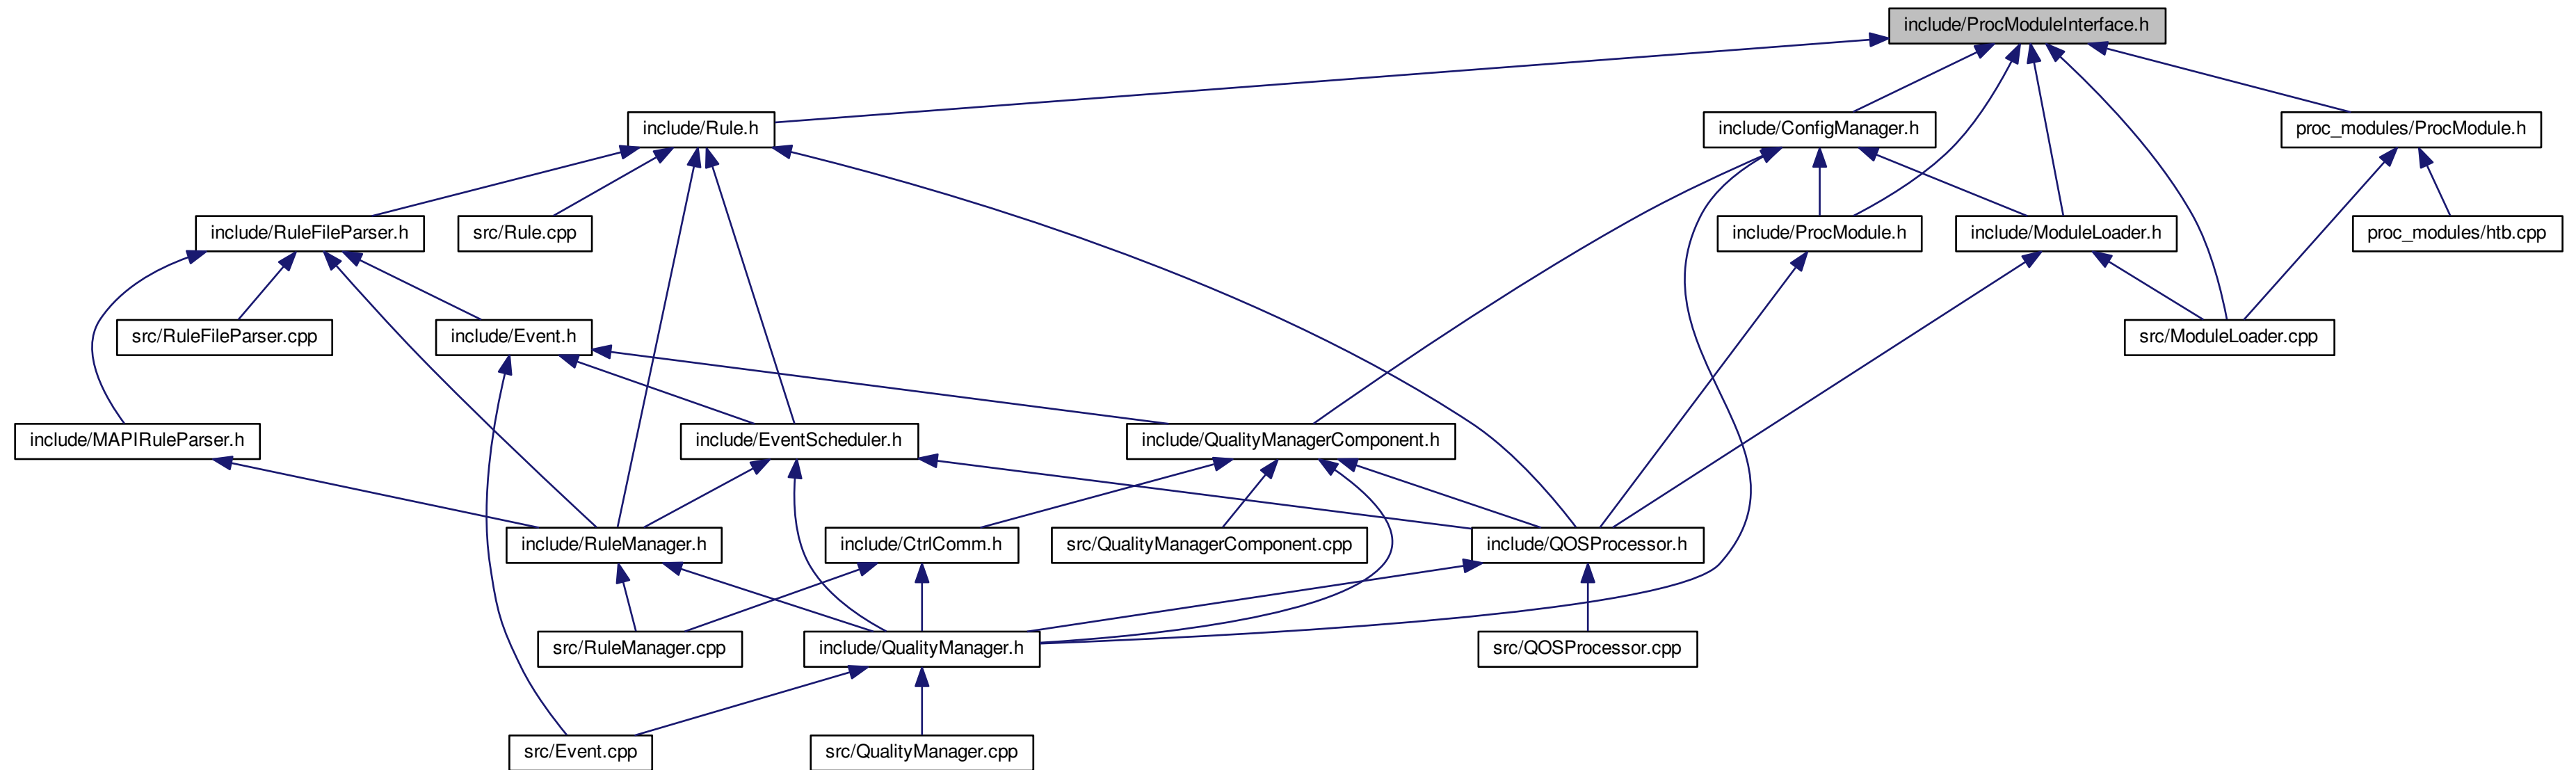 include/ProcModuleInterface.h
include/Rule.h
include/ConfigManager.h
proc_modules/ProcModule.h
include/RuleFileParser.h
src/Rule.cpp
include/ProcModule.h
include/ModuleLoader.h
proc_modules/htb.cpp
src/RuleFileParser.cpp
include/Event.h
src/ModuleLoader.cpp
include/MAPIRuleParser.h
include/EventScheduler.h
include/QualityManagerComponent.h
include/RuleManager.h
include/CtrlComm.h
src/QualityManagerComponent.cpp
include/QOSProcessor.h
src/RuleManager.cpp
include/QualityManager.h
src/QOSProcessor.cpp
src/Event.cpp
src/QualityManager.cpp